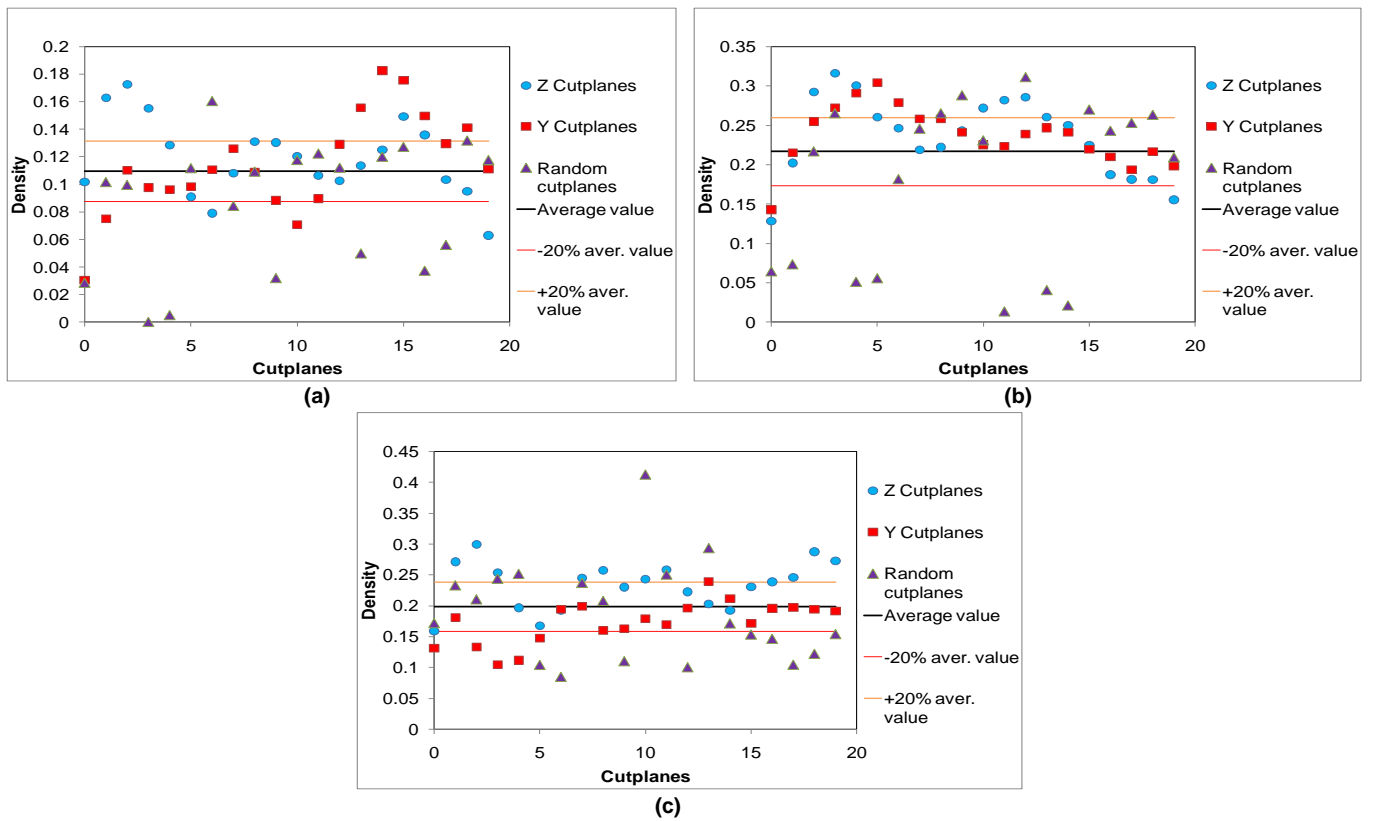 0.2
0.18
0.16
0.14
0.12
0.1
0.08
0.06
0.04
0.02
0
Density
0 5 10 15 20
Cutplanes
Z Cutplanes
Y Cutplanes
Random
cutplanes
Average value
-20% aver. value
+20% aver.
value
(a)
0.35
0.3
0.25
0.2
0.15
0.1
0.05
0
Density
0 5 10 15 20
Cutplanes
Z Cutplanes
Y Cutplanes
Random
cutplanes
Average value
-20% aver. value
+20% aver.
value
(b)
0.45
0.4
0.35
0.3
0.25
0.2
0.15
0.1
0.05
0
Density
0 5 10 15 20
Cutplanes
Z Cutplanes
Y Cutplanes
Random
cutplanes
Average value
-20% aver. value
+20% aver.
value
(c)